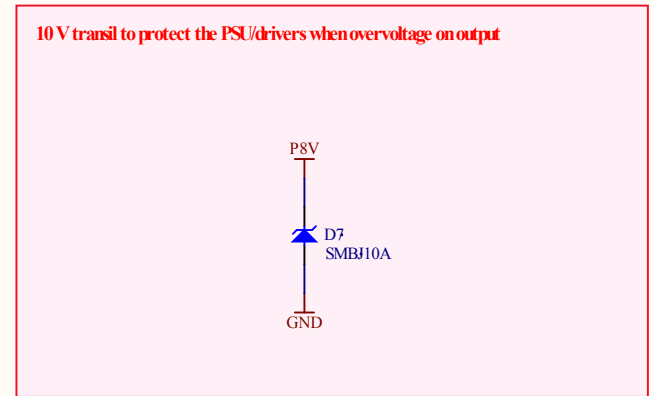 10 V transil to protect the PSU/drivers when overvoltage on output
P8V
D7
SMBJ10A
GND